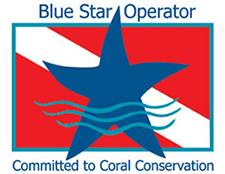 Blue Star Operator
Committed to Coral Conservation